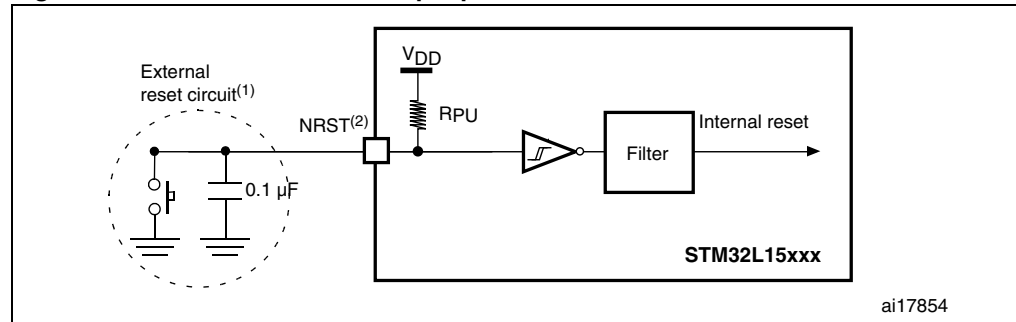 External
reset circuit(1)
VDD
RPU
NRST(2)
Internal reset
Filter
0.1 µF
STM32L15xxx
ai17854